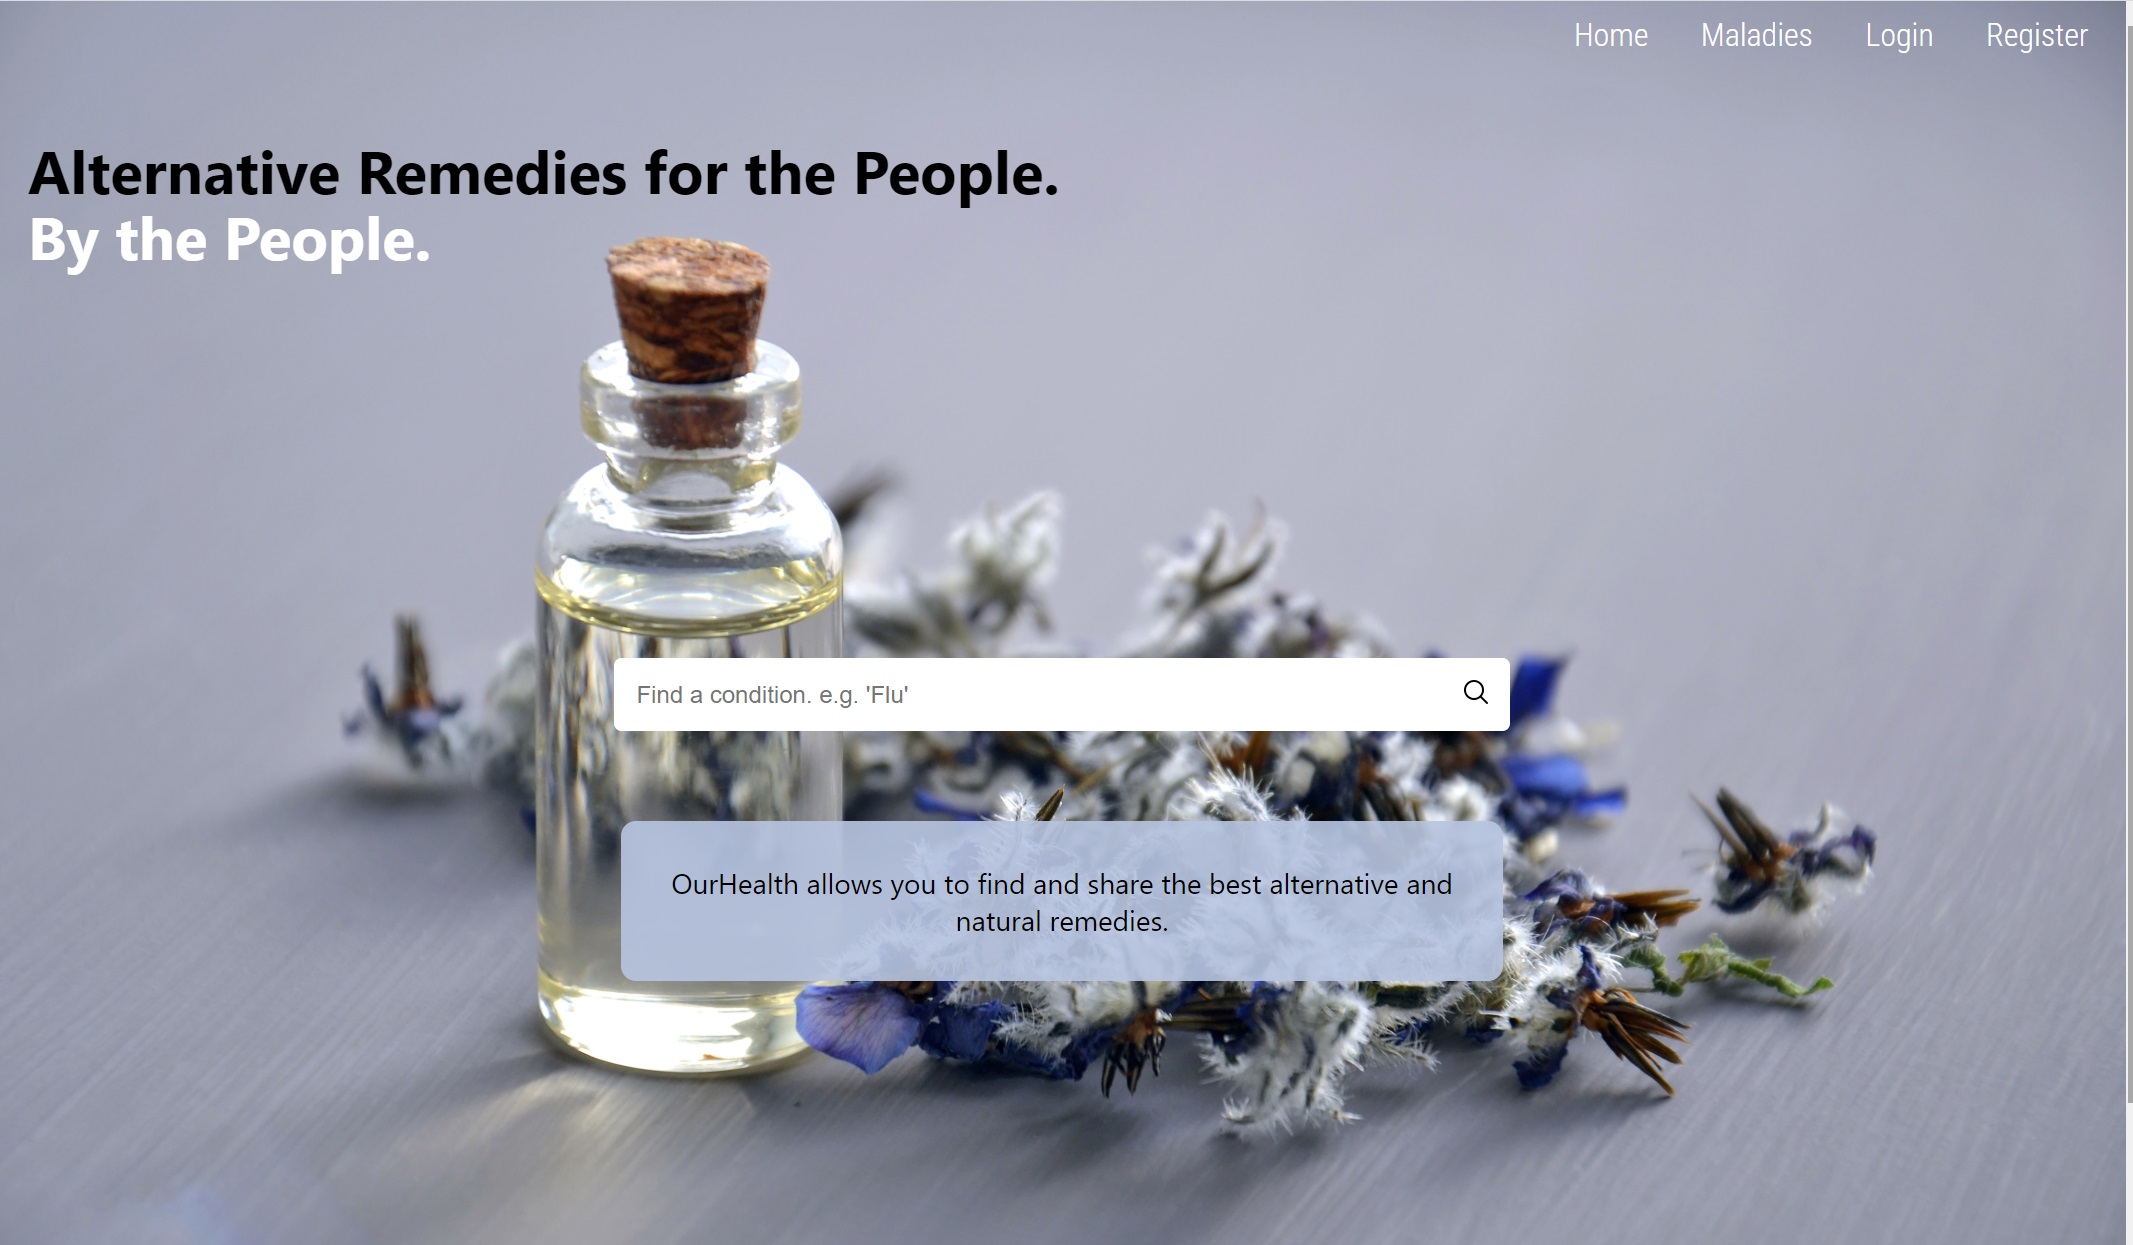 Home Maladies Login Register
Alternative Remedies for the People.
By the People.
Find a condition. e.g. 'Flu'
OurHealth allows you to find and share the best alternative and
natural remedies.